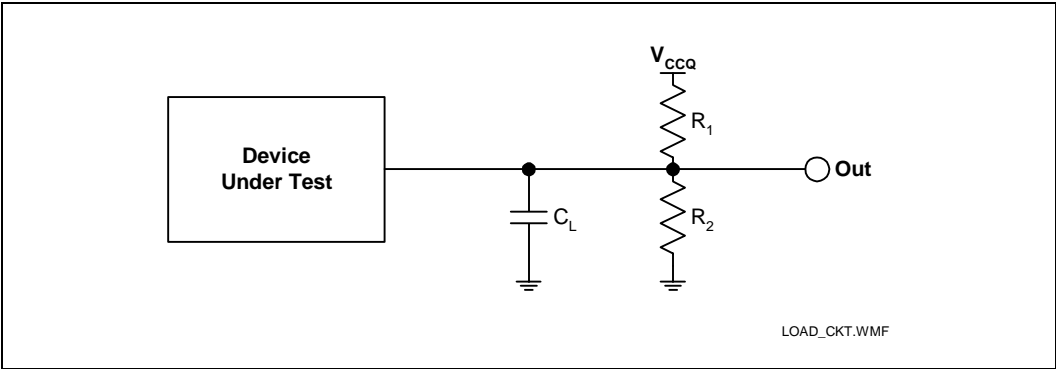 V_CCQ
R_1
Device
Under Test
Out
C_L
R_2
LOAD_CKT.WMF